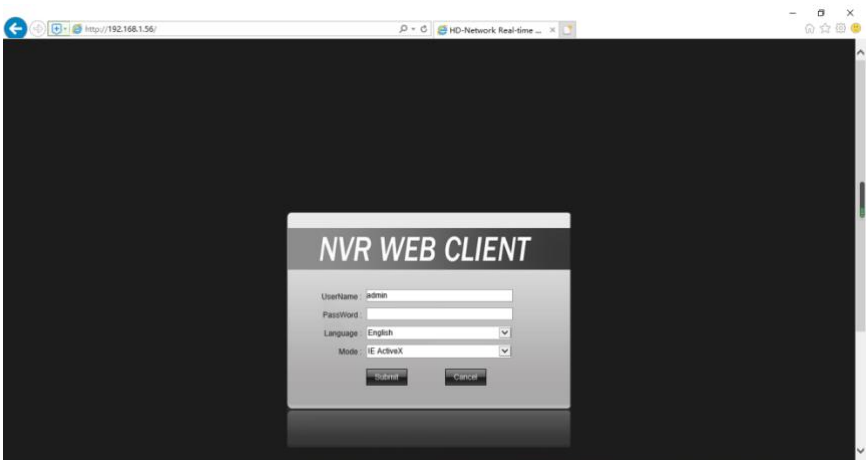 http://192.168.1.56/
HD-Network Real-time ...
NVR WEB CLIENT
UserName : admin
PassWord :
Language : English
Mode : IE ActiveX
Submit Cancel